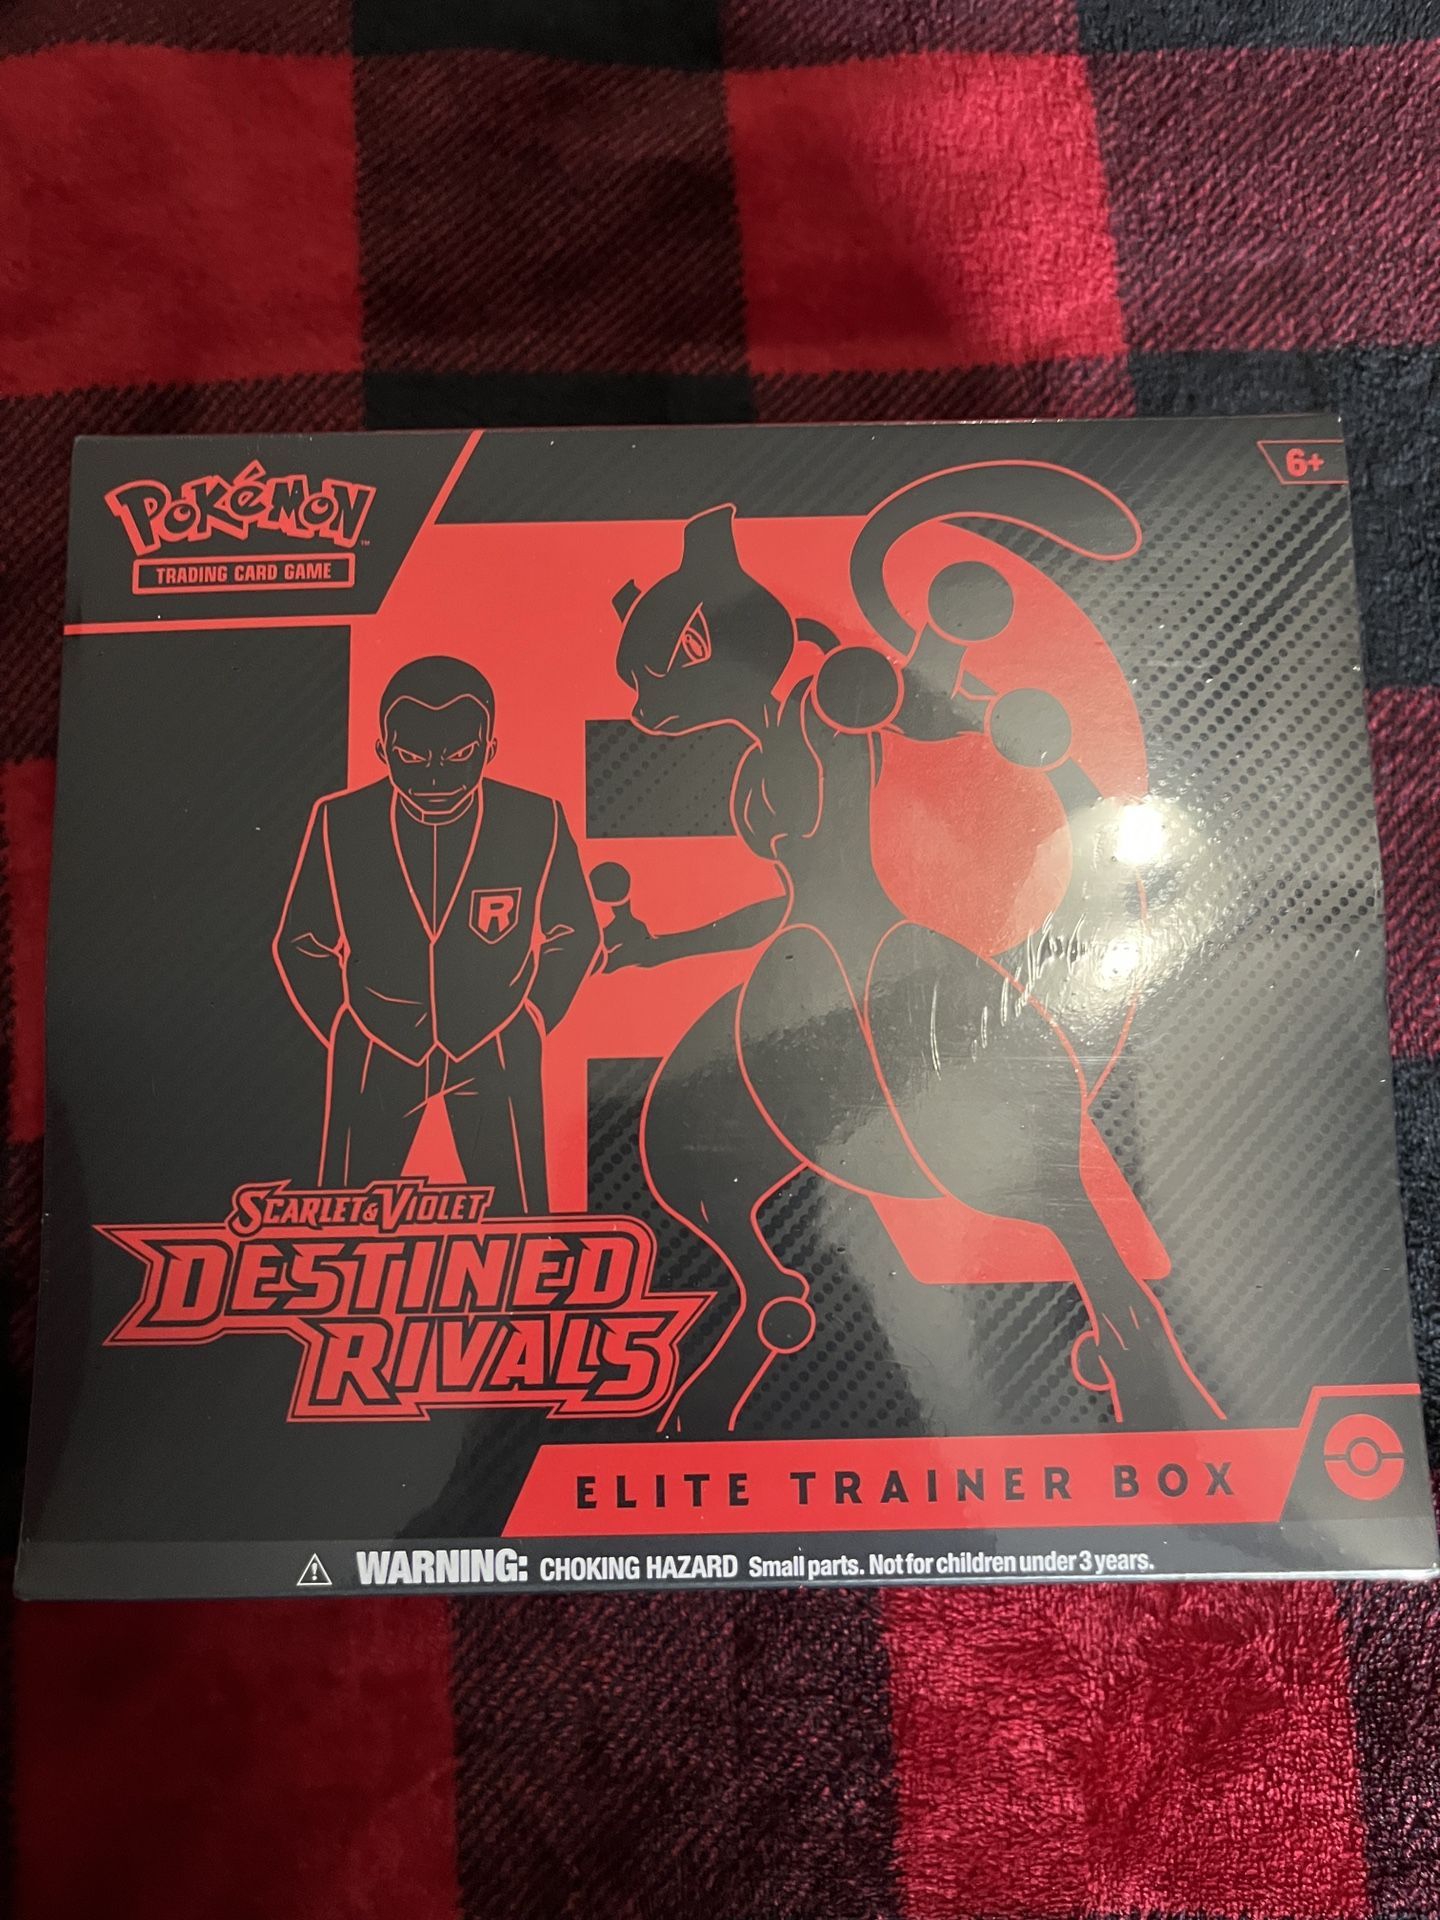 POKÉMON™
TRADING CARD GAME
6+
R
SCARLET & VIOLET
DESTINED
RIVALS
ELITE TRAINER BOX
WARNING: CHOKING HAZARD Small parts. Not for children under 3 years.